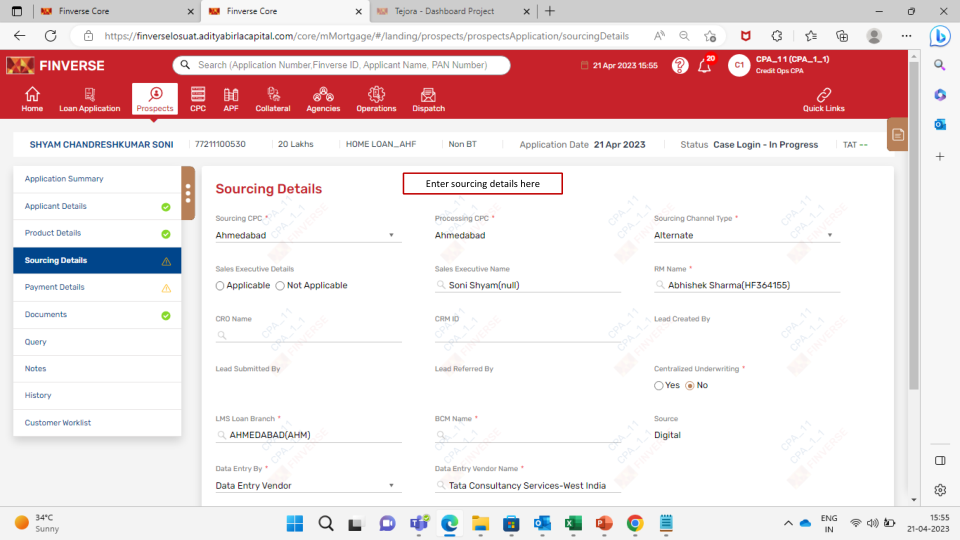 Finverse Core
Finverse Core
Tejora - Dashboard Project
https://finverselosuat.adityabirlacapital.com/core/mMortgage/#/landing/prospects/prospectsApplication/sourcingDetails
FINVERSE
Search (Application Number,Finverse ID, Applicant Name, PAN Number)
21 Apr 2023 15:55
?
20
C1
CPA_11 (CPA_1_1)
Credit Ops CPA
Home
Loan Application
Prospects
CPC
APF
Collateral
Agencies
Operations
Dispatch
Quick Links
SHYAM CHANDRESHKUMAR SONI
77211100530
20 Lakhs
HOME LOAN_AHF
Non BT
Application Date 21 Apr 2023
Status Case Login - In Progress
TAT --
Application Summary
Applicant Details
Product Details
Sourcing Details
Payment Details
Documents
Query
Notes
History
Customer Worklist
Sourcing Details
Enter sourcing details here
Sourcing CPC *
Ahmedabad
Processing CPC *
Ahmedabad
Sourcing Channel Type *
Alternate
Sales Executive Details
Applicable Not Applicable
Sales Executive Name
Soni Shyam(null)
RM Name *
Abhishek Sharma(HF364155)
CRO Name
CRM ID
Lead Created By
Lead Submitted By
Lead Referred By
Centralized Underwriting *
Yes No
LMS Loan Branch *
AHMEDABAD(AHM)
BCM Name *
Source
Digital
Data Entry By *
Data Entry Vendor
Data Entry Vendor Name *
Tata Consultancy Services-West India
CPA_11
CPA_1_1
FINVERSE
34°C
Sunny
ENG
IN
15:55
21-04-2023